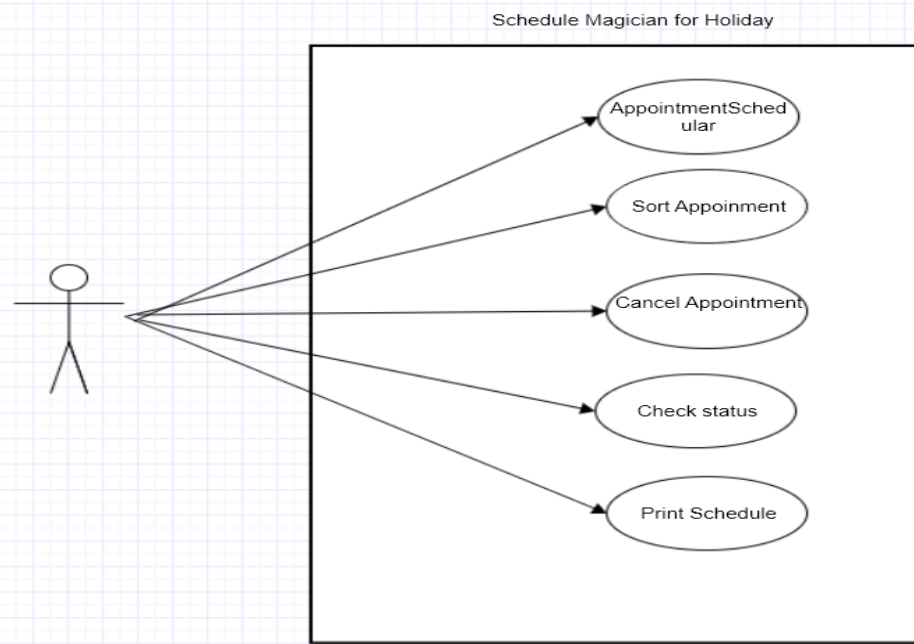 Schedule Magician for Holiday
AppointmentSched
ular
Sort Appoinment
Cancel Appointment
Check status
Print Schedule